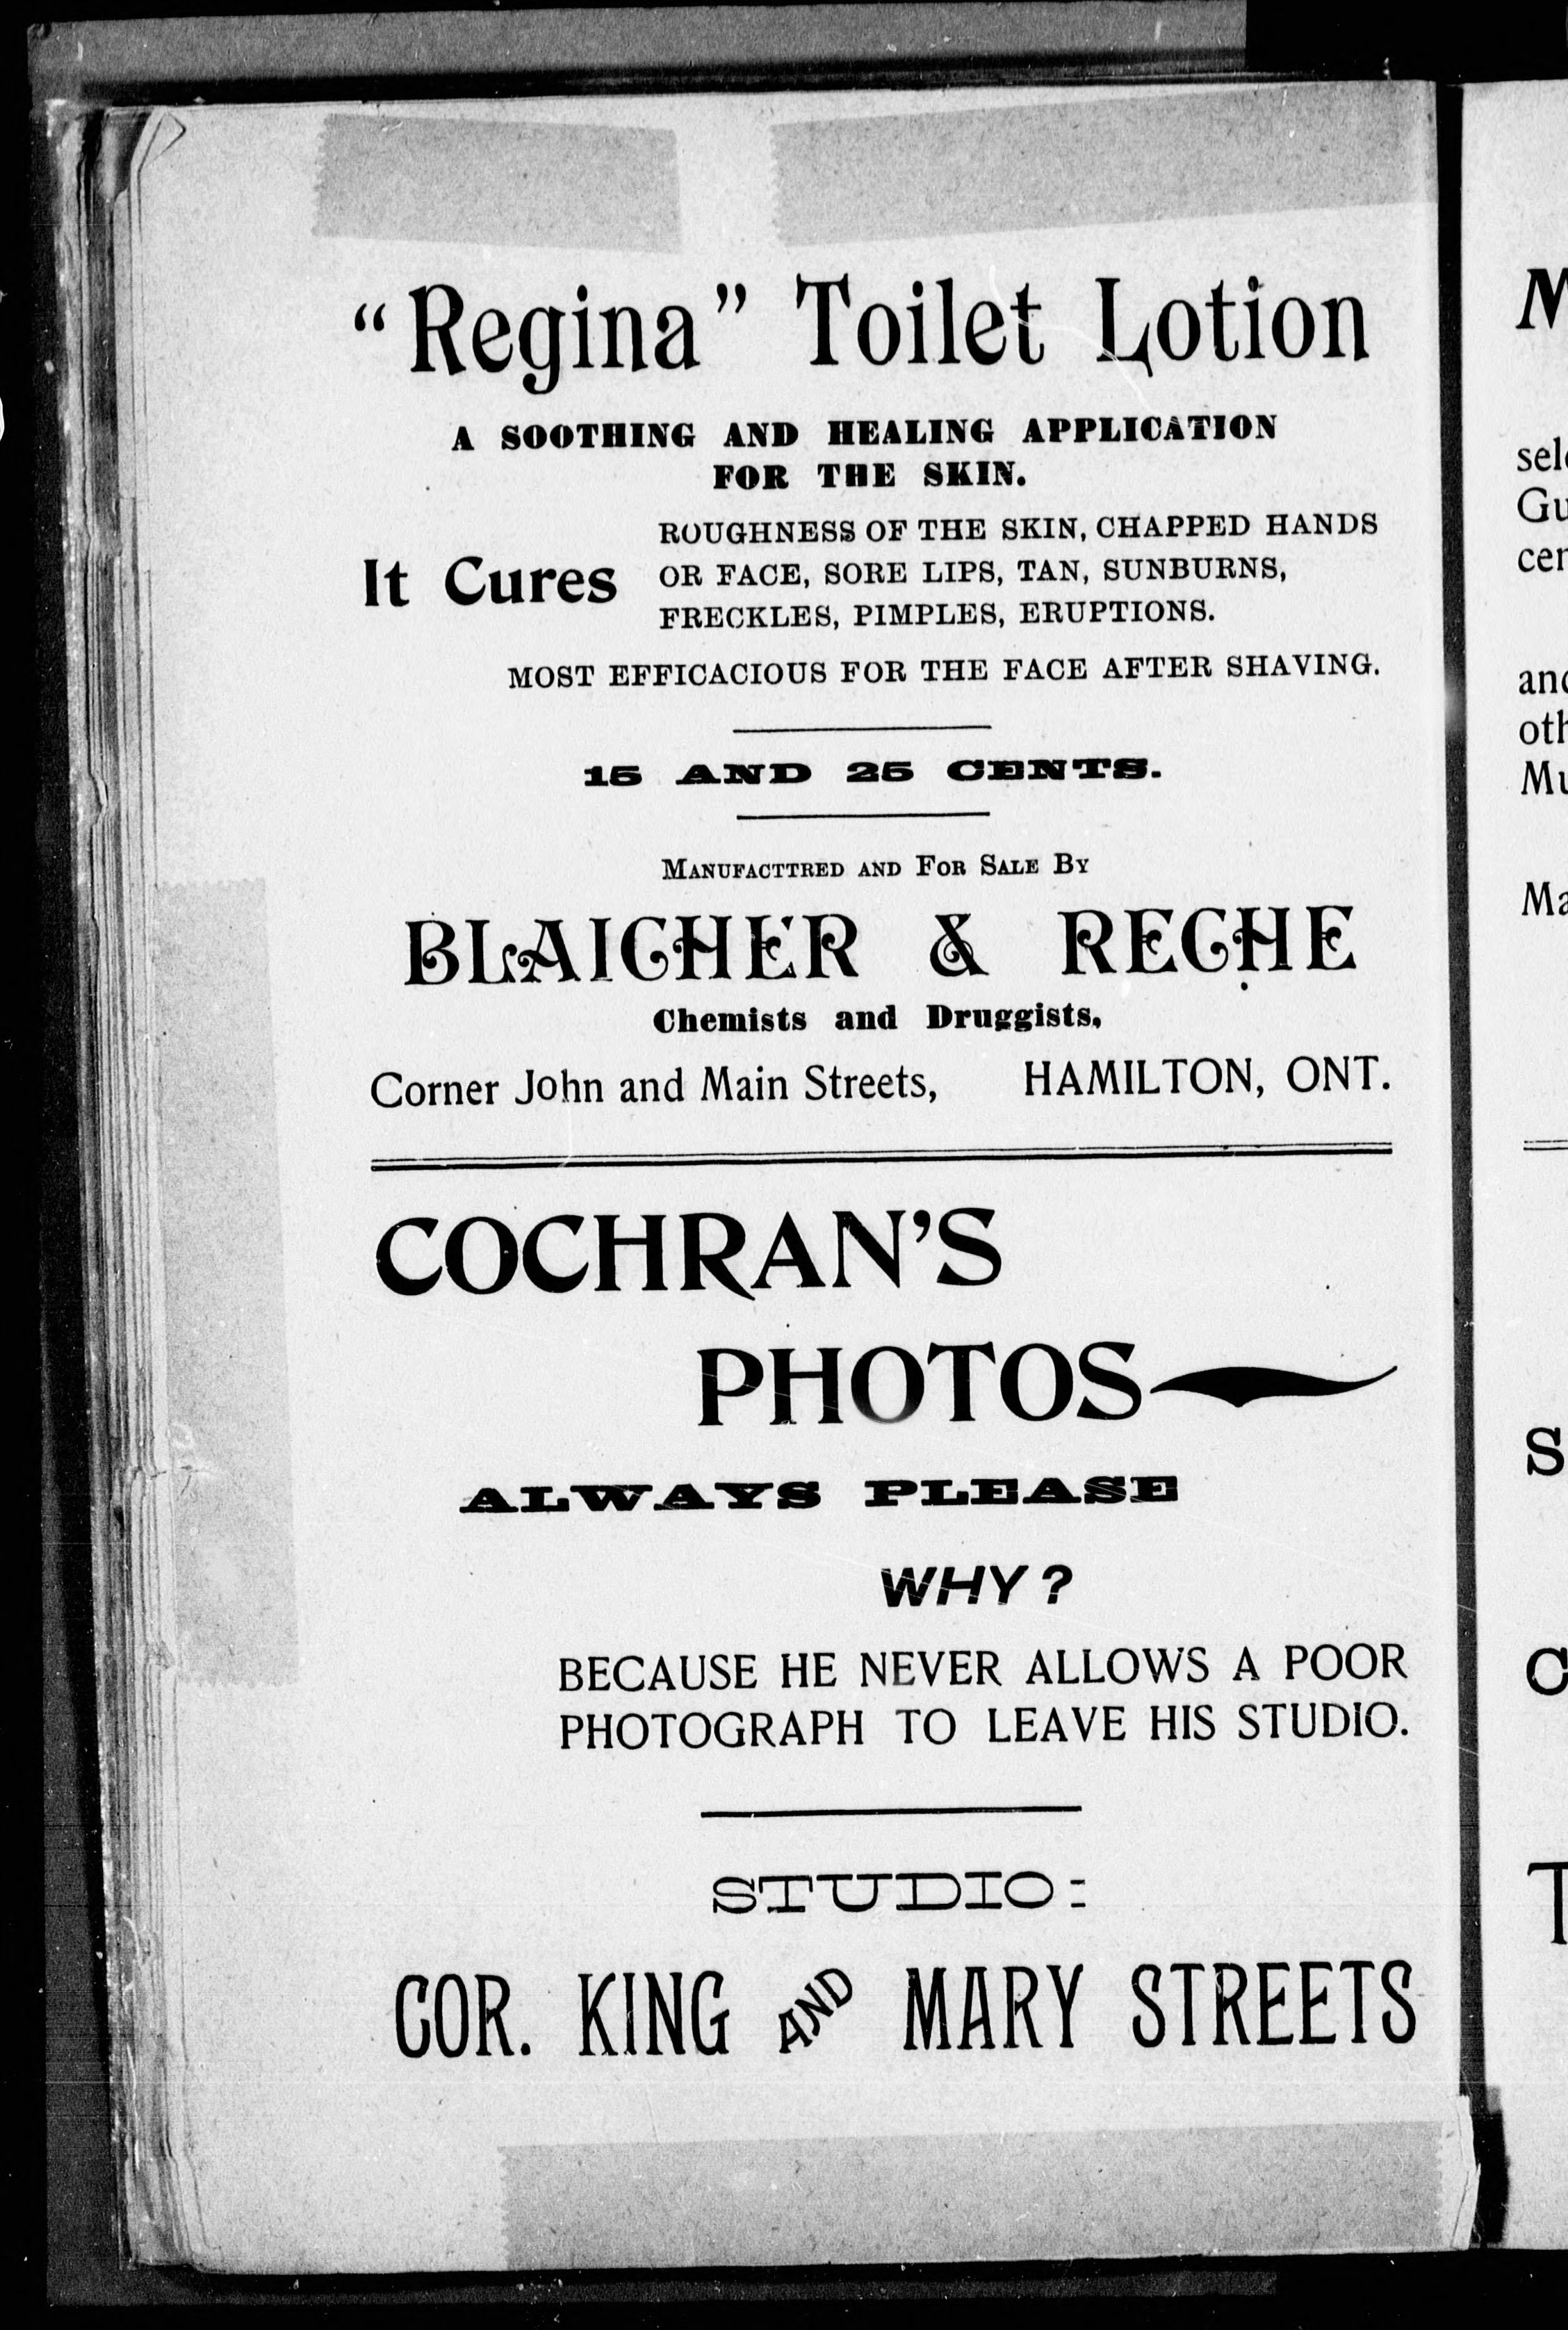 “Regina” Toilet Lotion
A SOOTHING AND HEALING APPLICATION
FOR THE SKIN.
It Cures
ROUGHNESS OF THE SKIN, CHAPPED HANDS
OR FACE, SORE LIPS, TAN, SUNBURNS,
FRECKLES, PIMPLES, ERUPTIONS.
MOST EFFICACIOUS FOR THE FACE AFTER SHAVING.
15 AND 25 CENTS.
MANUFACTTRED AND FOR SALE BY
BLAICHER & RECHE
Chemists and Druggists,
Corner John and Main Streets, HAMILTON, ONT.
COCHRAN’S
PHOTOS
ALWAYS PLEASE
WHY?
BECAUSE HE NEVER ALLOWS A POOR
PHOTOGRAPH TO LEAVE HIS STUDIO.
STUDIO:
COR. KING AND MARY STREETS